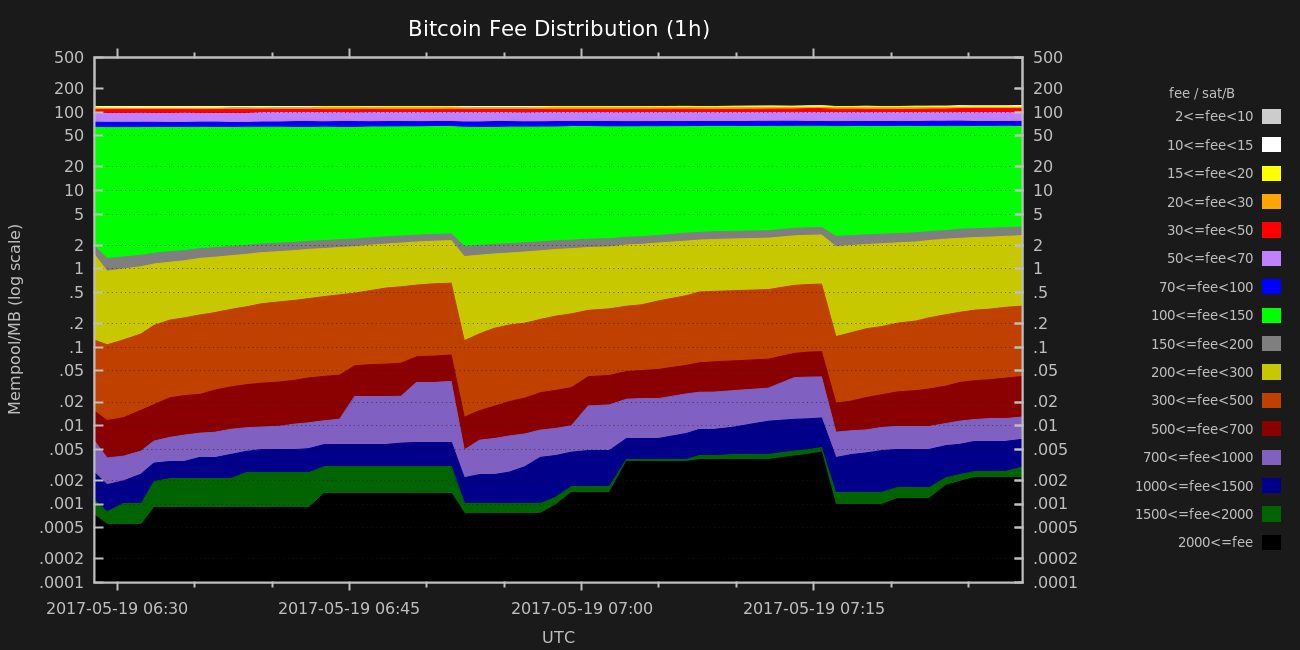 Bitcoin Fee Distribution (1h)
Mempool/MB (log scale)
500
200
100
50
20
10
5
2
1
.5
.2
.1
.05
.02
.01
.005
.002
.001
.0005
.0002
.0001
500
200
100
50
20
10
5
2
1
.5
.2
.1
.05
.02
.01
.005
.002
.001
.0005
.0002
.0001
fee / sat/B
2<=fee<10
10<=fee<15
15<=fee<20
20<=fee<30
30<=fee<50
50<=fee<70
70<=fee<100
100<=fee<150
150<=fee<200
200<=fee<300
300<=fee<500
500<=fee<700
700<=fee<1000
1000<=fee<1500
1500<=fee<2000
2000<=fee
2017-05-19 06:30 2017-05-19 06:45 2017-05-19 07:00 2017-05-19 07:15
UTC